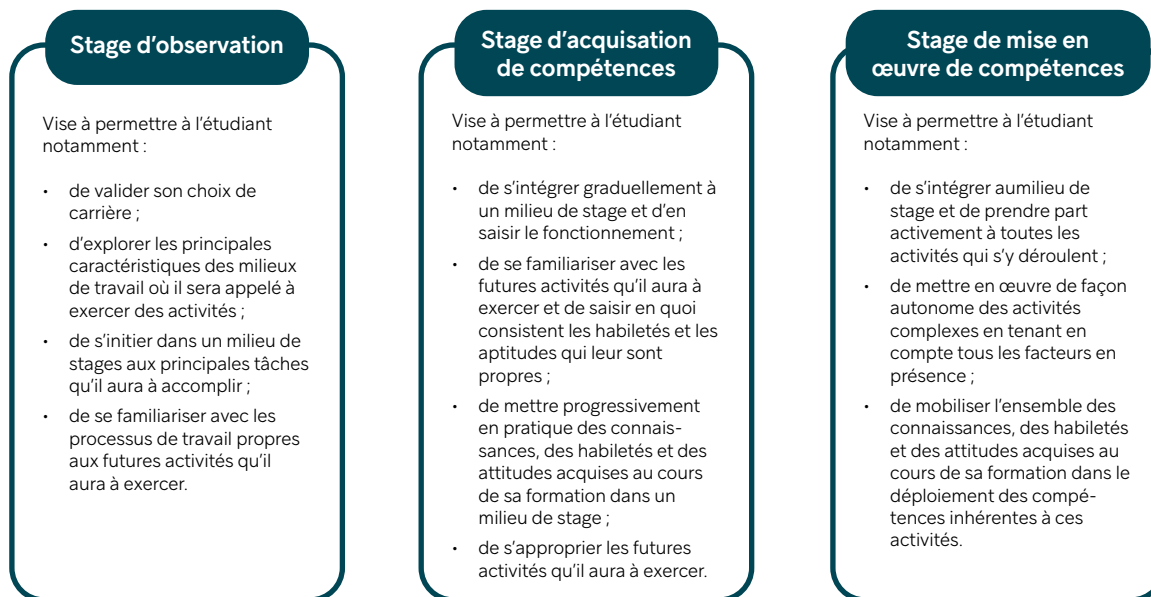 Stage d'observation
Vise à permettre à l'étudiant
notamment :
• de valider son choix de
carrière ;
• d'explorer les principales
caractéristiques des milieux
de travail où il sera appelé à
exercer des activités ;
• de s'initier dans un milieu de
stages aux principales tâches
qu'il aura à accomplir ;
• de se familiariser avec les
processus de travail propres
aux futures activités qu'il
aura à exercer.
Stage d'acquisation
de compétences
Vise à permettre à l'étudiant
notamment :
• de s'intégrer graduellement à
un milieu de stage et d'en
saisir le fonctionnement ;
• de se familiariser avec les
futures activités qu'il aura à
exercer et de saisir en quoi
consistent les habiletés et les
aptitudes qui leur sont
propres ;
• de mettre progressivement
en pratique des connais-
sances, des habiletés et des
attitudes acquises au cours
de sa formation dans un
milieu de stage ;
• de s'approprier les futures
activités qu'il aura à exercer.
Stage de mise en
œuvre de compétences
Vise à permettre à l'étudiant
notamment :
• de s'intégrer aumilieu de
stage et de prendre part
activement à toutes les
activités qui s'y déroulent ;
• de mettre en œuvre de façon
autonome des activités
complexes en tenant en
compte tous les facteurs en
présence ;
• de mobiliser l'ensemble des
connaissances, des habiletés
et des attitudes acquises au
cours de sa formation dans le
déploiement des compé-
tences inhérentes à ces
activités.